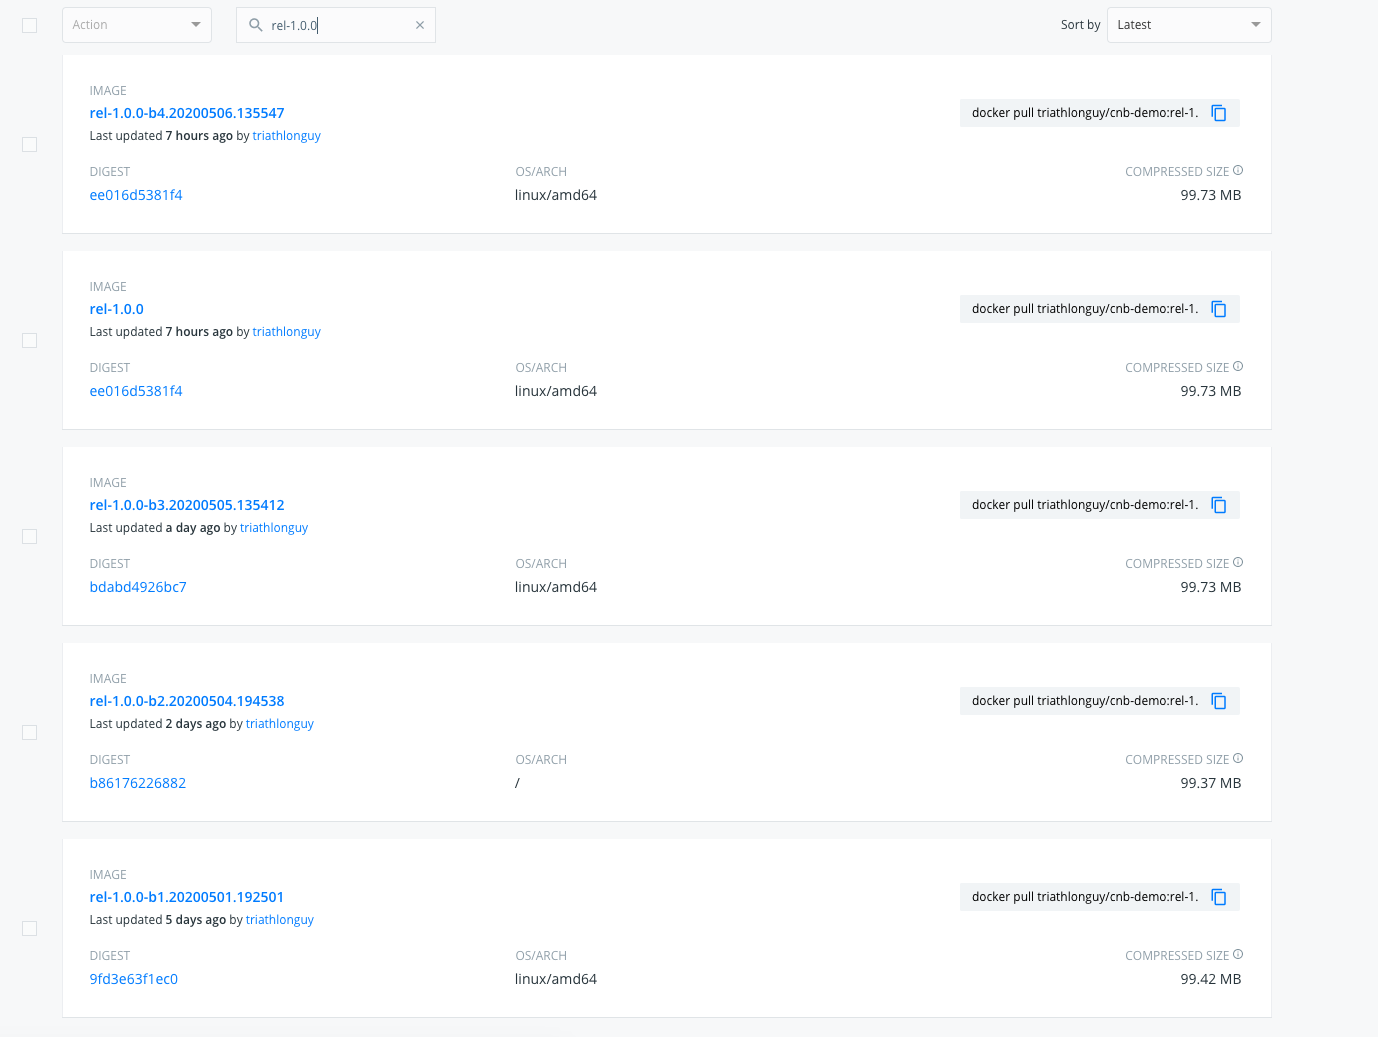 Action
rel-1.0.0
Sort by
Latest
IMAGE
rel-1.0.0-b4.20200506.135547
Last updated 7 hours ago by triathlonguy
docker pull triathlonguy/cnb-demo:rel-1.
DIGEST
OS/ARCH
COMPRESSED SIZE
ee016d5381f4
linux/amd64
99.73 MB
IMAGE
rel-1.0.0
Last updated 7 hours ago by triathlonguy
docker pull triathlonguy/cnb-demo:rel-1.
DIGEST
OS/ARCH
COMPRESSED SIZE
ee016d5381f4
linux/amd64
99.73 MB
IMAGE
rel-1.0.0-b3.20200505.135412
Last updated a day ago by triathlonguy
docker pull triathlonguy/cnb-demo:rel-1.
DIGEST
OS/ARCH
COMPRESSED SIZE
bdabd4926bc7
linux/amd64
99.73 MB
IMAGE
rel-1.0.0-b2.20200504.194538
Last updated 2 days ago by triathlonguy
docker pull triathlonguy/cnb-demo:rel-1.
DIGEST
OS/ARCH
COMPRESSED SIZE
b86176226882
/
99.37 MB
IMAGE
rel-1.0.0-b1.20200501.192501
Last updated 5 days ago by triathlonguy
docker pull triathlonguy/cnb-demo:rel-1.
DIGEST
OS/ARCH
COMPRESSED SIZE
9fd3e63f1ec0
linux/amd64
99.42 MB